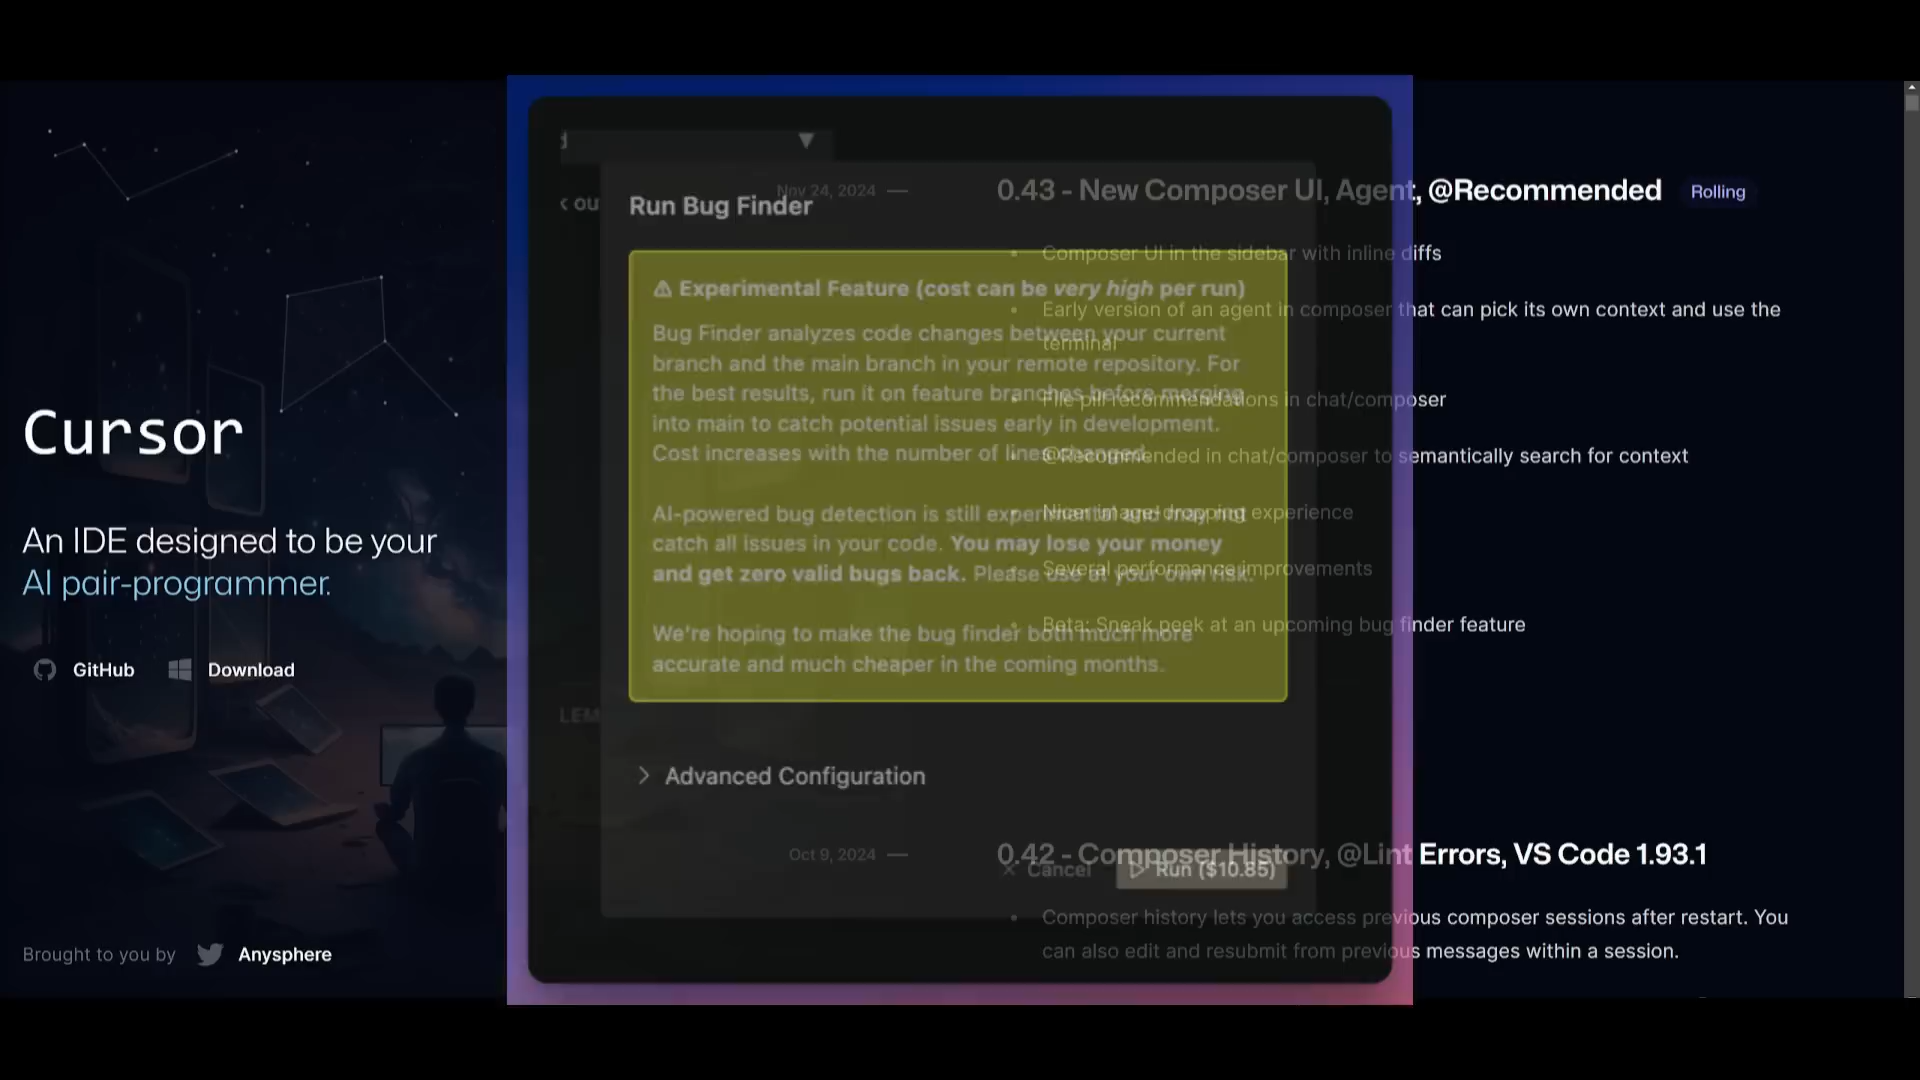 Cursor
An IDE designed to be your
AI pair-programmer.
GitHub
Download
Brought to you by
Anysphere
Run Bug Finder
⚠ Experimental Feature (cost can be very high per run)
Bug Finder analyzes code changes between your current
branch and the main branch in your remote repository. For
the best results, run it on feature branches before merging
into main to catch potential issues early in development.
Cost increases with the number of lines changed.
AI-powered bug detection is still experimental and may not
catch all issues in your code. You may lose your money
and get zero valid bugs back. Please use at your own risk.
We're hoping to make the bug finder both much more
accurate and much cheaper in the coming months.
Advanced Configuration
Cancel
Run ($10.85)
Nov 24, 2024 —
0.43 - New Composer UI, Agent, @Recommended
Rolling
• Composer UI in the sidebar with inline diffs
• Early version of an agent in composer that can pick its own context and use the
terminal
• File pill recommendations in chat/composer
• @Recommended in chat/composer to semantically search for context
• Nicer image-dropping experience
• Several performance improvements
• Beta: Sneak peek at an upcoming bug finder feature
Oct 9, 2024 —
0.42 - Composer History, @Lint Errors, VS Code 1.93.1
• Composer history lets you access previous composer sessions after restart. You
can also edit and resubmit from previous messages within a session.